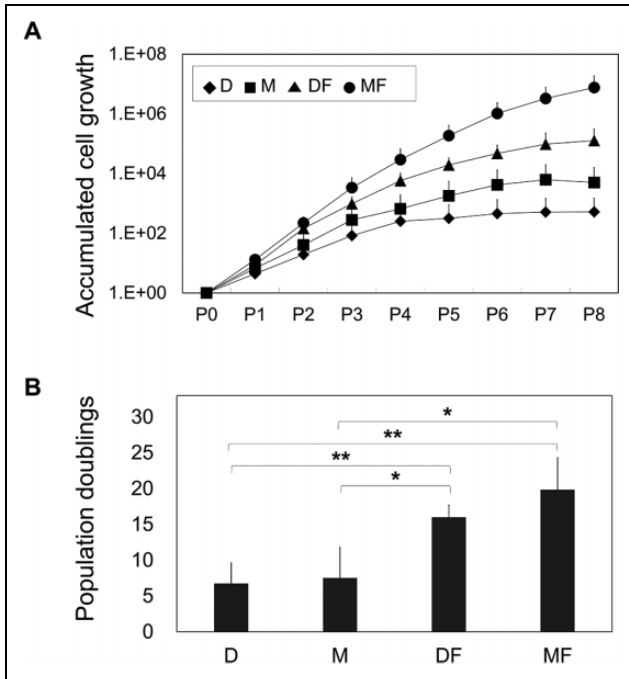 A
Accumulated cell growth
1.E+08
1.E+06
1.E+04
1.E+02
1.E+00
D M DF MF
P0 P1 P2 P3 P4 P5 P6 P7 P8
B
Population doublings
30
25
20
15
10
5
0
*
**
**
*
D M DF MF